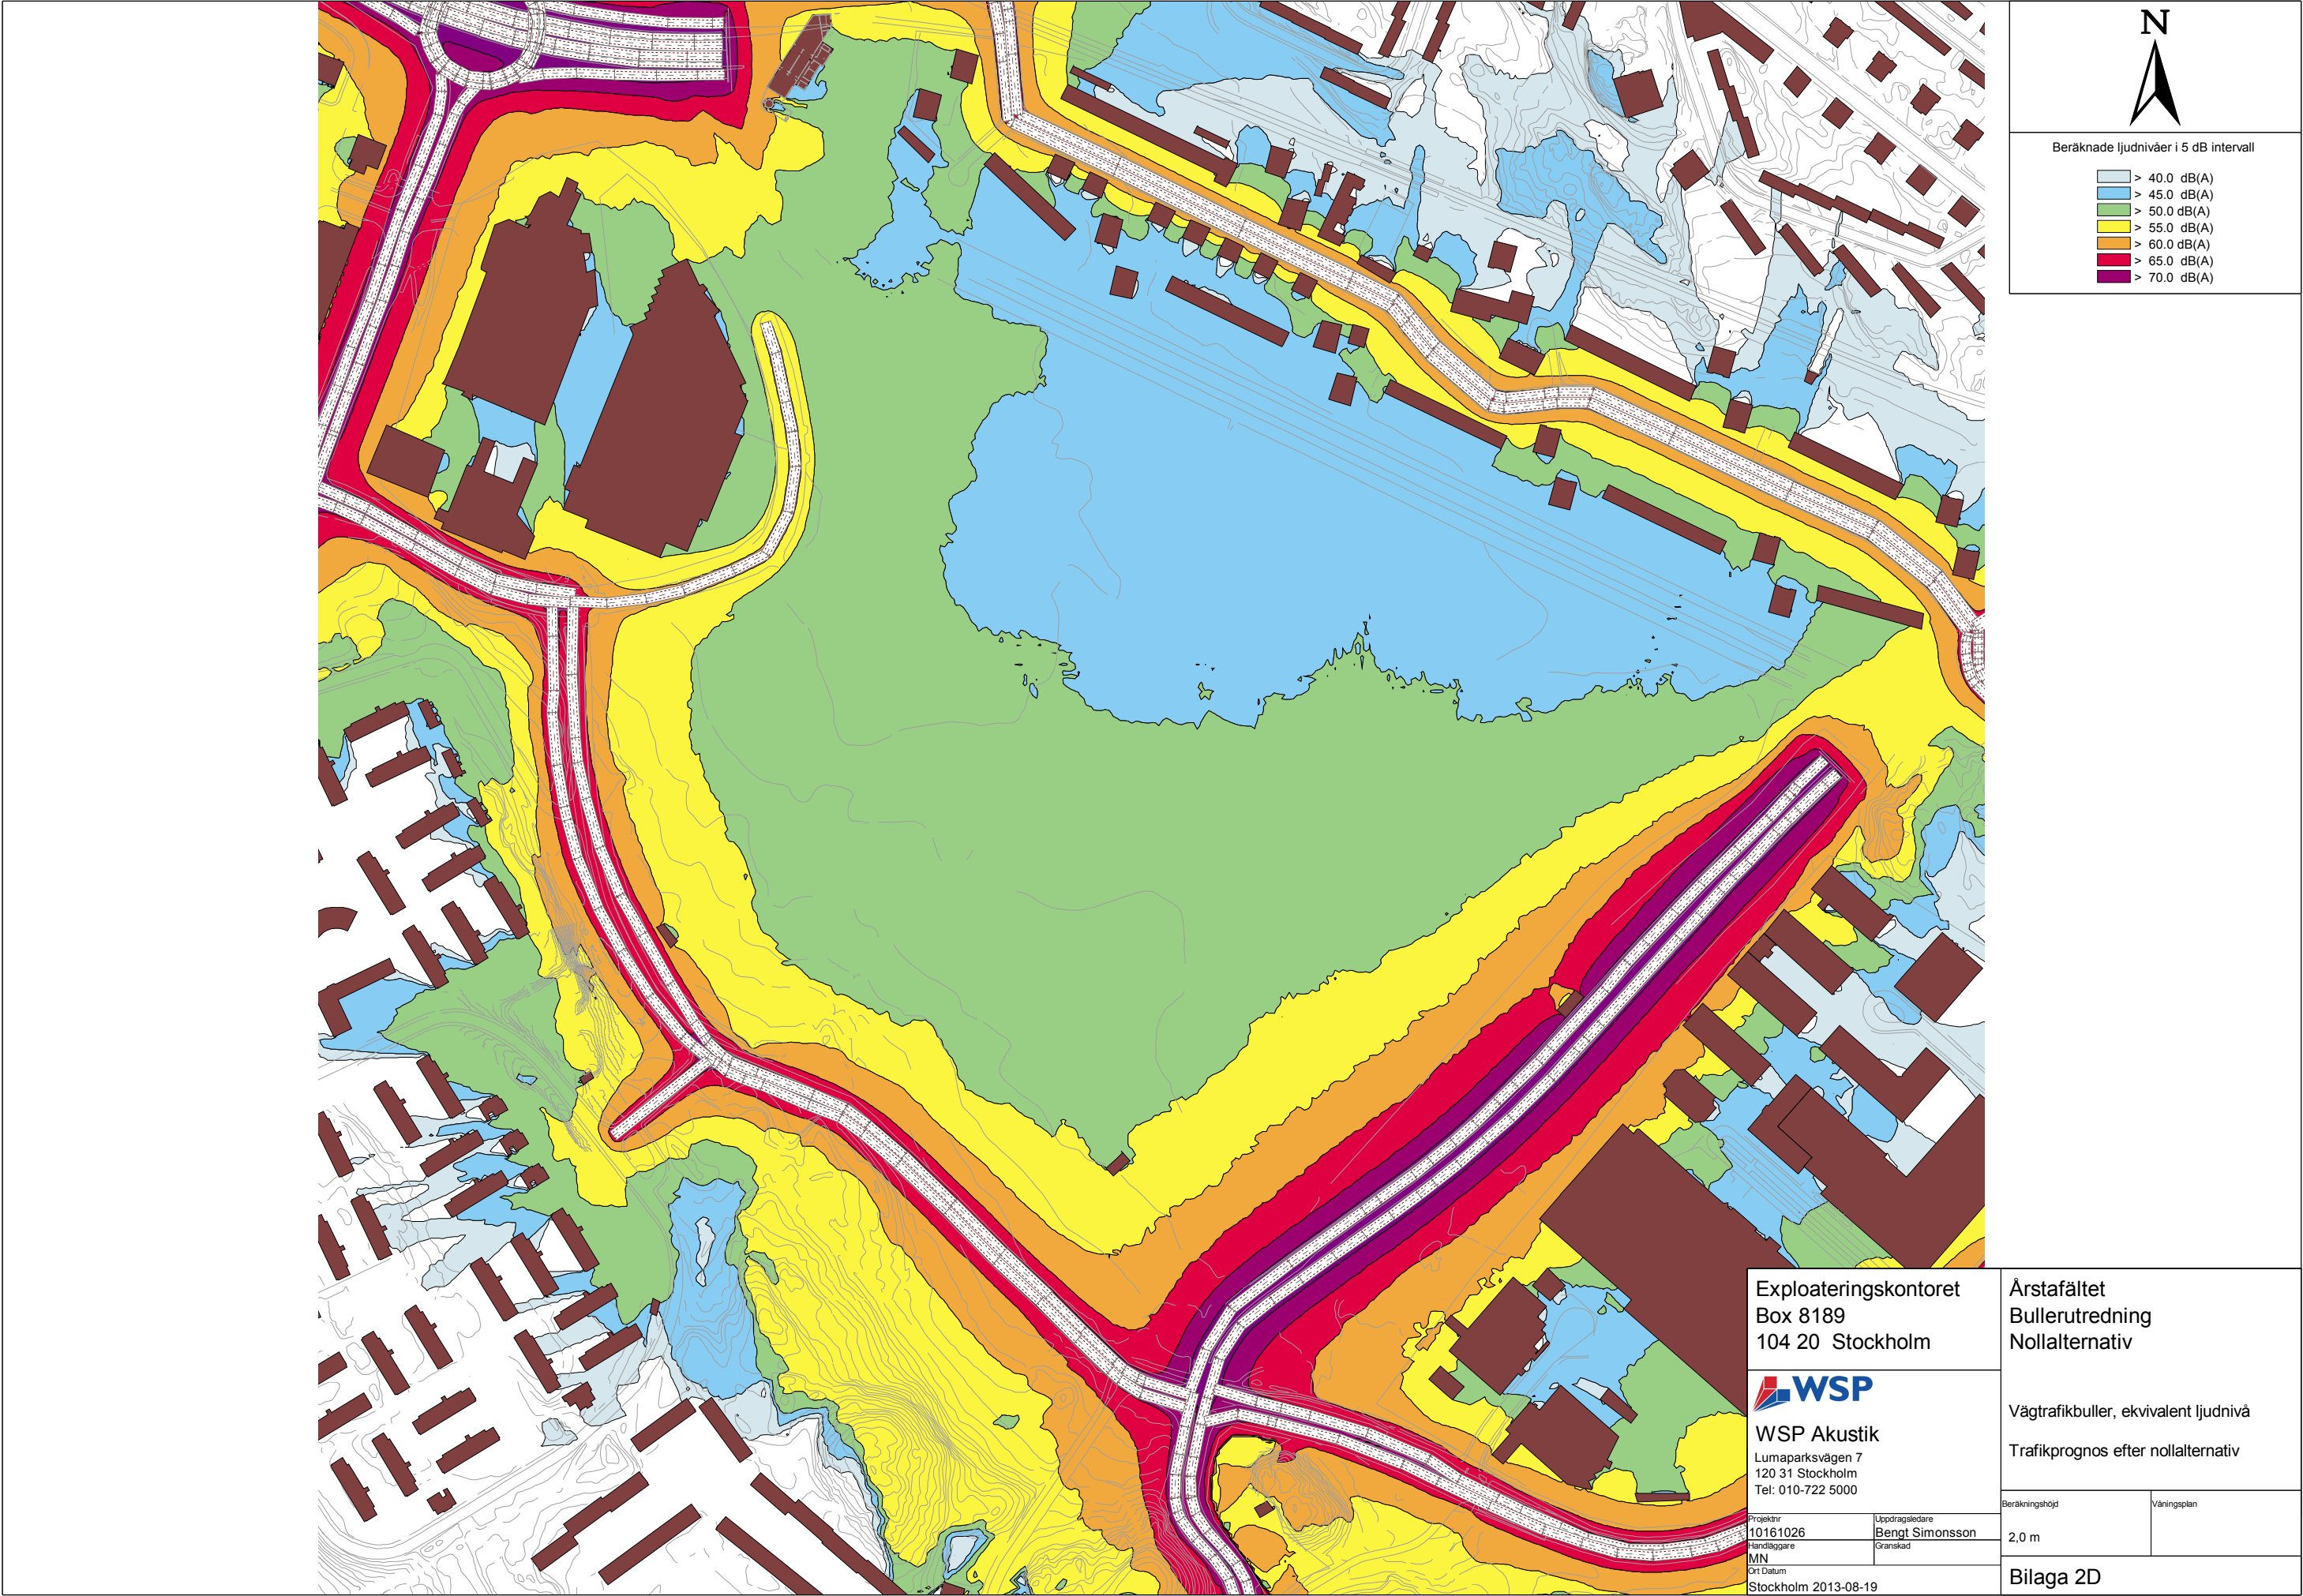 N
Beräknade ljudnivåer i 5 dB intervall
> 40.0 dB(A)
> 45.0 dB(A)
> 50.0 dB(A)
> 55.0 dB(A)
> 60.0 dB(A)
> 65.0 dB(A)
> 70.0 dB(A)
Exploateringskontoret
Box 8189
104 20 Stockholm
WSP
WSP Akustik
Lumaparksvägen 7
120 31 Stockholm
Tel: 010-722 5000
Projektnr
10161026
Uppdragsledare
Bengt Simonsson
Handläggare
MN
Granskad
Ort Datum
Stockholm 2013-08-19
Årstafältet
Bullerutredning
Nollalternativ
Vägtrafikbuller, ekvivalent ljudnivå
Trafikprognos efter nollalternativ
Beräkningshöjd
2,0 m
Våningsplan
Bilaga 2D